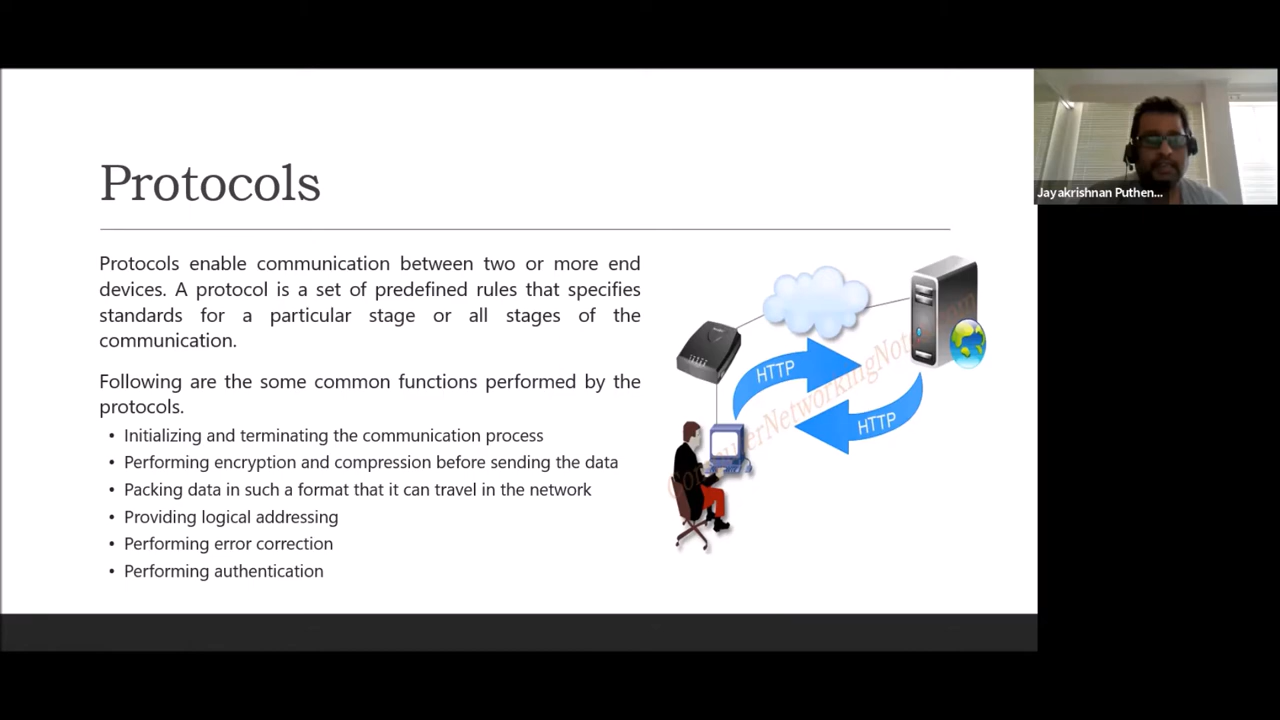 Protocols
Protocols enable communication between two or more end
devices. A protocol is a set of predefined rules that specifies
standards for a particular stage or all stages of the
communication.
Following are the some common functions performed by the
protocols.
• Initializing and terminating the communication process
• Performing encryption and compression before sending the data
• Packing data in such a format that it can travel in the network
• Providing logical addressing
• Performing error correction
• Performing authentication
HTTP
HTTP
ComputerNetworkingNotes.com
Jayakrishnan Puthen...